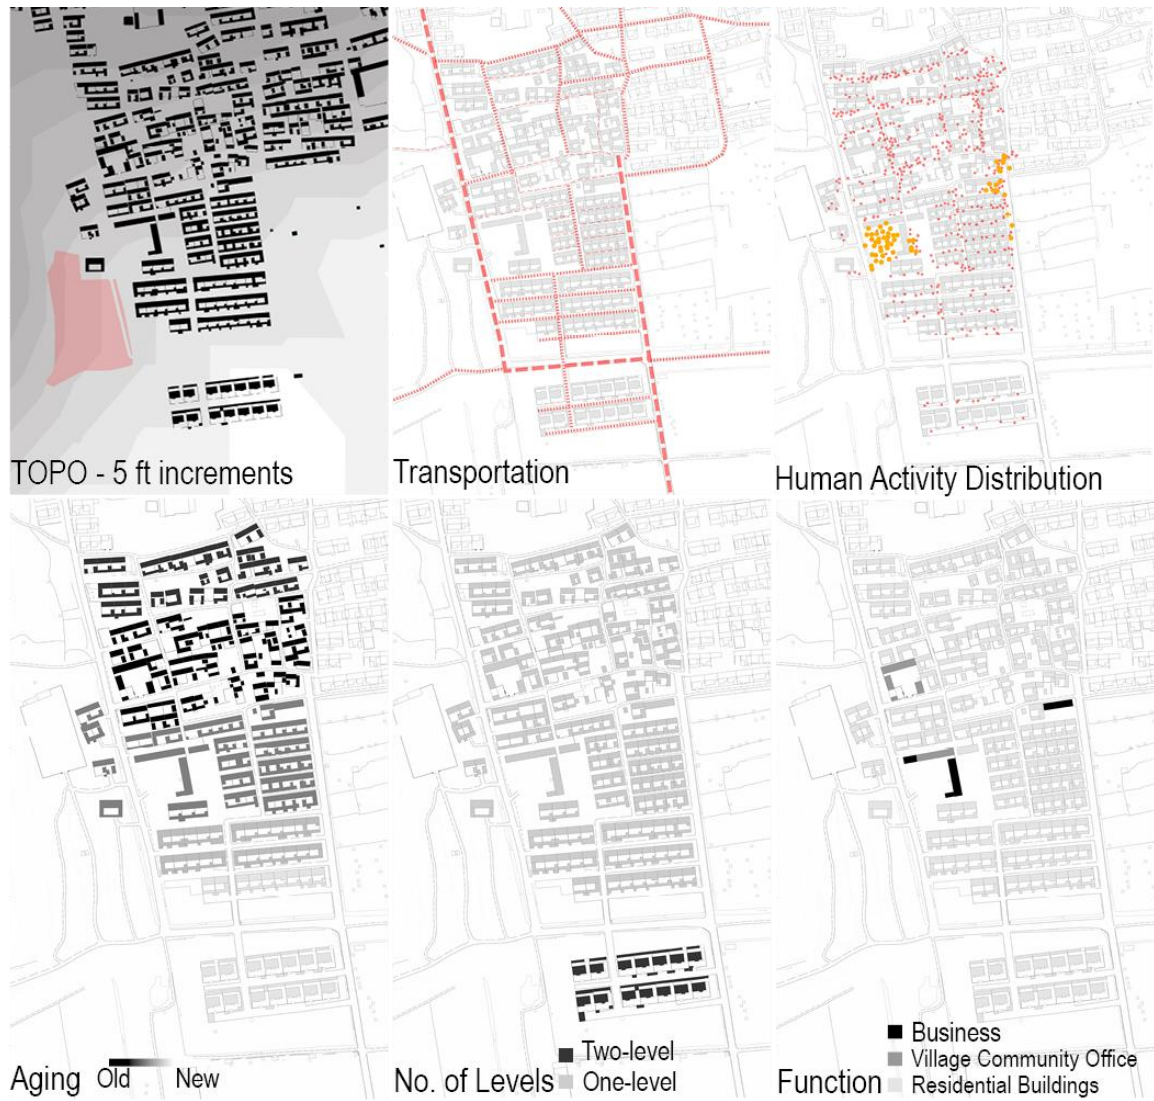 TOPO - 5 ft increments
Transportation
Human Activity Distribution
Aging
Old
New
No. of Levels
Two-level
One-level
Function
Business
Village Community Office
Residential Buildings